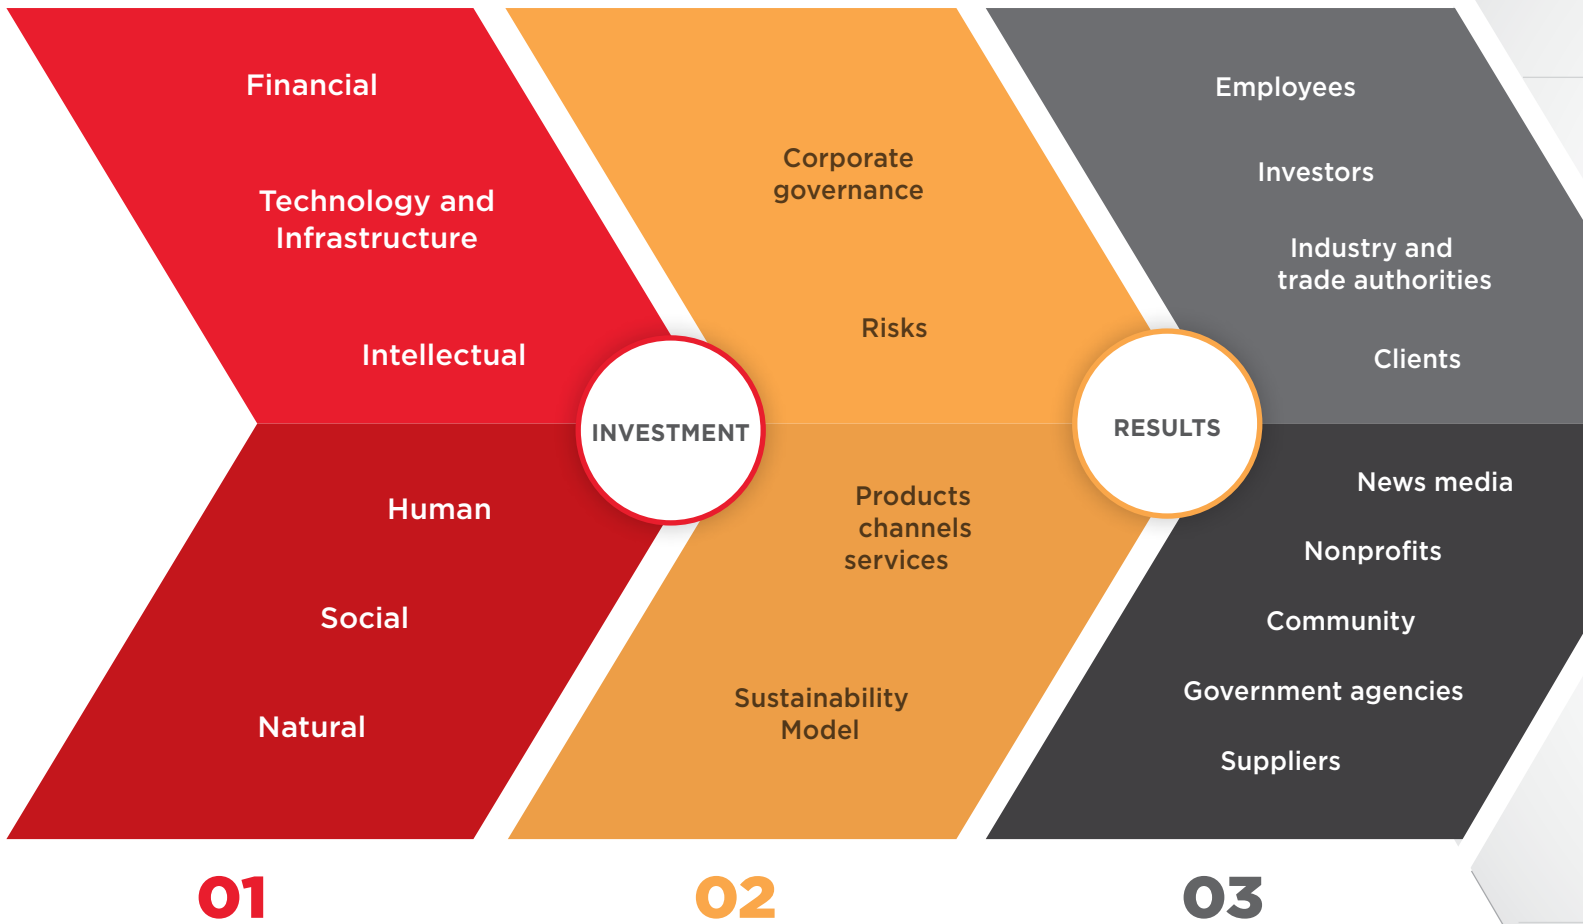 Financial
Technology and
Infrastructure
Intellectual
Human
Social
Natural
INVESTMENT
Corporate
governance
Risks
Products
channels
services
Sustainability
Model
RESULTS
Employees
Investors
Industry and
trade authorities
Clients
News media
Nonprofits
Community
Government agencies
Suppliers
01
02
03